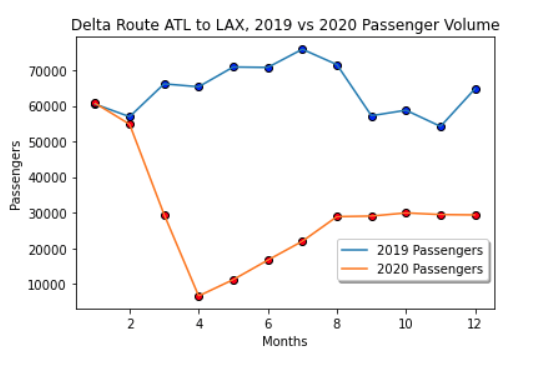 Delta Route ATL to LAX, 2019 vs 2020 Passenger Volume
70000
60000
50000
40000
30000
20000
10000
Passengers
2019 Passengers
2020 Passengers
2 4 6 8 10 12
Months